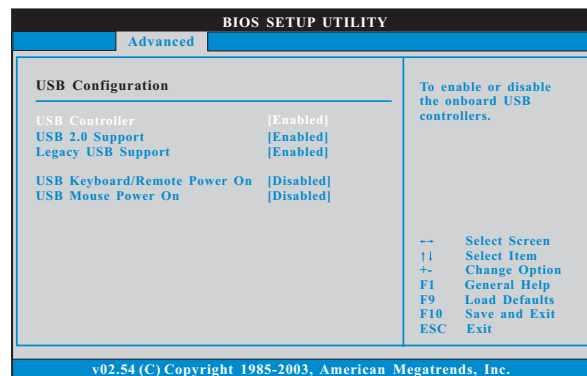 BIOS SETUP UTILITY
Advanced
USB Configuration
USB Controller [Enabled]
USB 2.0 Support [Enabled]
Legacy USB Support [Enabled]
USB Keyboard/Remote Power On [Disabled]
USB Mouse Power On [Disabled]
To enable or disable
the onboard USB
controllers.
←→ Select Screen
↑↓ Select Item
+- Change Option
F1 General Help
F9 Load Defaults
F10 Save and Exit
ESC Exit
v02.54 (C) Copyright 1985-2003, American Megatrends, Inc.